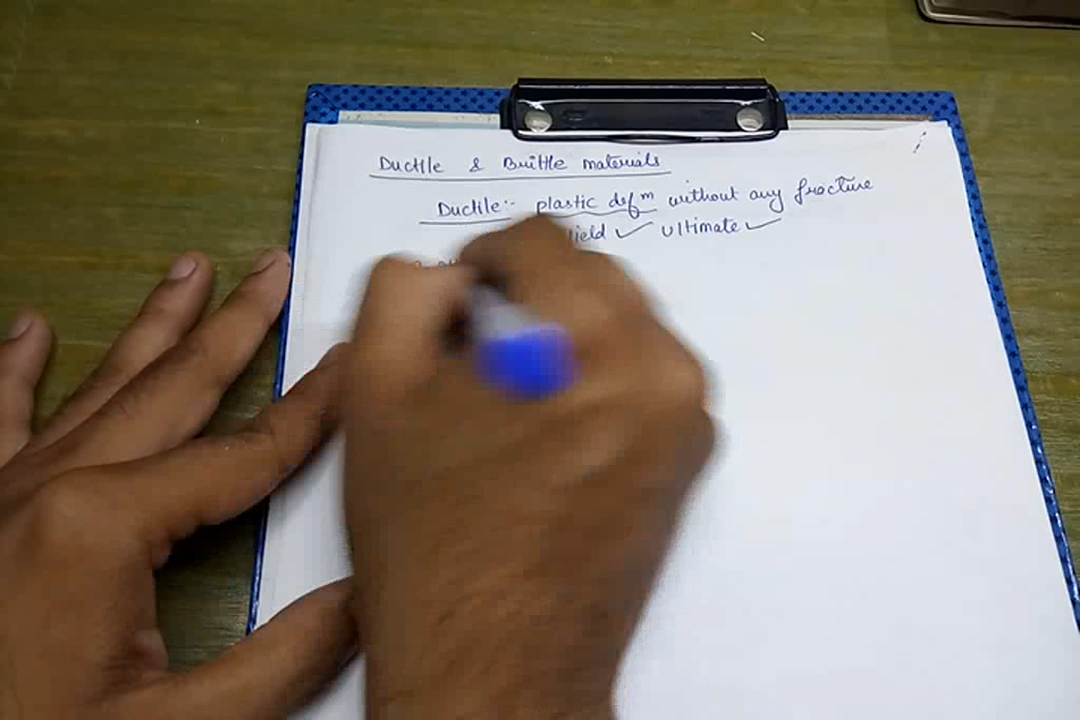 Ductile & Brittle materials
Ductile:- plastic defm without any fracture
yield ✓ ultimate ✓